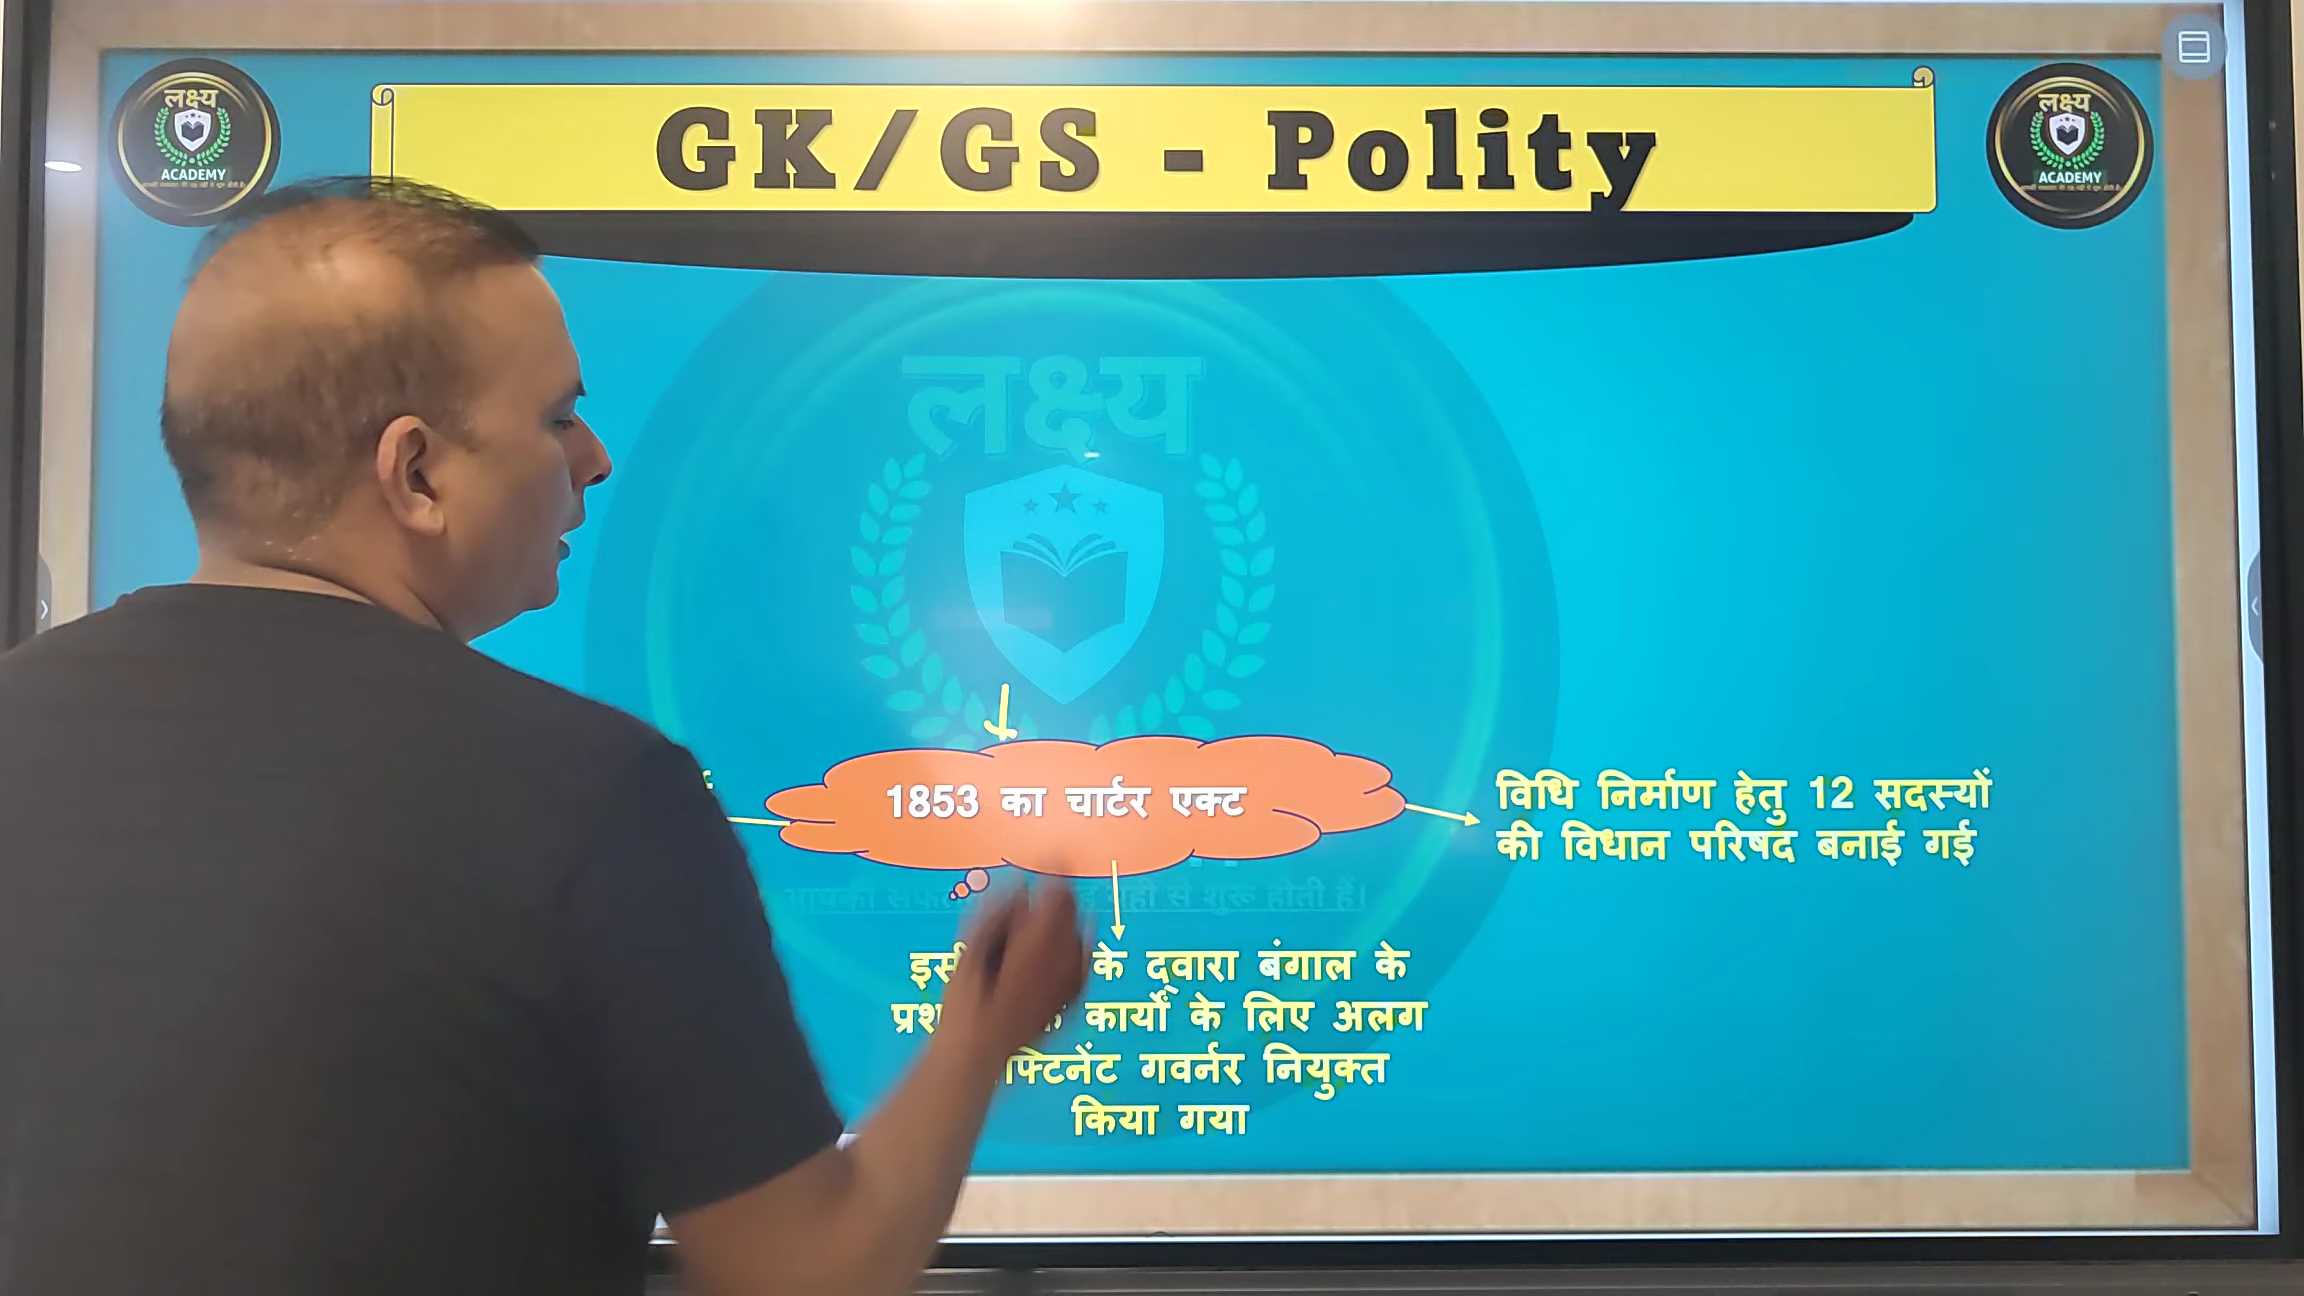 लक्ष्य
ACADEMY
GK/GS - Polity
लक्ष्य
ACADEMY
लक्ष्य
1853 का चार्टर एक्ट
विधि निर्माण हेतु 12 सदस्यों
की विधान परिषद बनाई गई
से शुरू होती हैं।
के द्वारा बंगाल के
कार्यों के लिए अलग
गवर्नर नियुक्त
किया गया